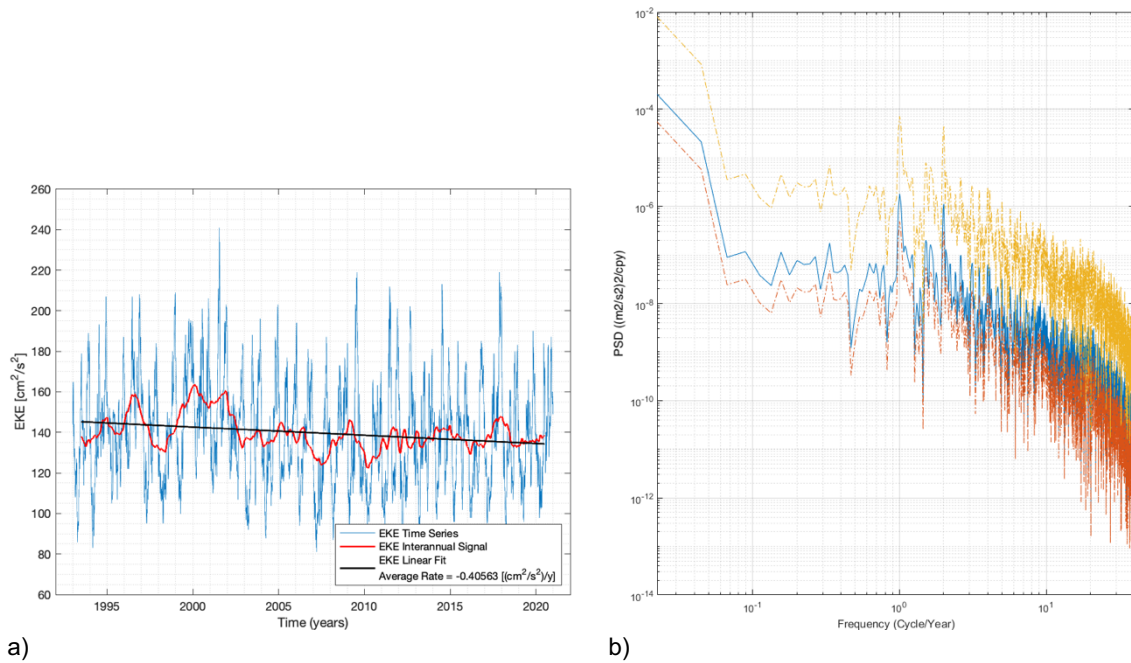 260
240
220
200
180
160
140
120
100
80
60
EKE [cm²/s²]
EKE Time Series
EKE Interannual Signal
EKE Linear Fit
Average Rate = -0.40563 [(cm²/s²)/y]
1995 2000 2005 2010 2015 2020
Time (years)
a)
10⁻²
10⁻⁴
10⁻⁶
10⁻⁸
10⁻¹⁰
10⁻¹²
10⁻¹⁴
PSD ((m2/s2)2/cpy)
10⁻¹ 10⁰ 10¹
Frequency (Cycle/Year)
b)